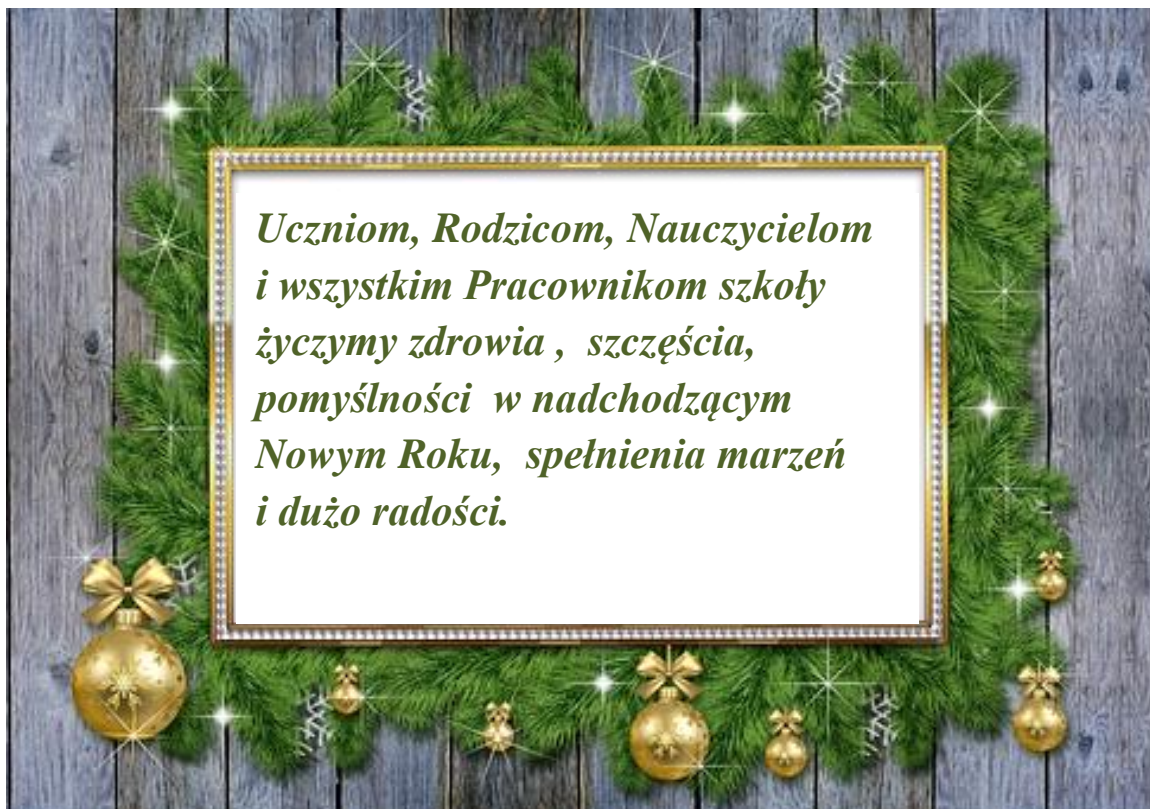 Uczniom, Rodzicom, Nauczycielom
i wszystkim Pracownikom szkoły
życzymy zdrowia ,  szczęścia,
pomyślności  w nadchodzącym
Nowym Roku,  spełnienia marzeń
i dużo radości.